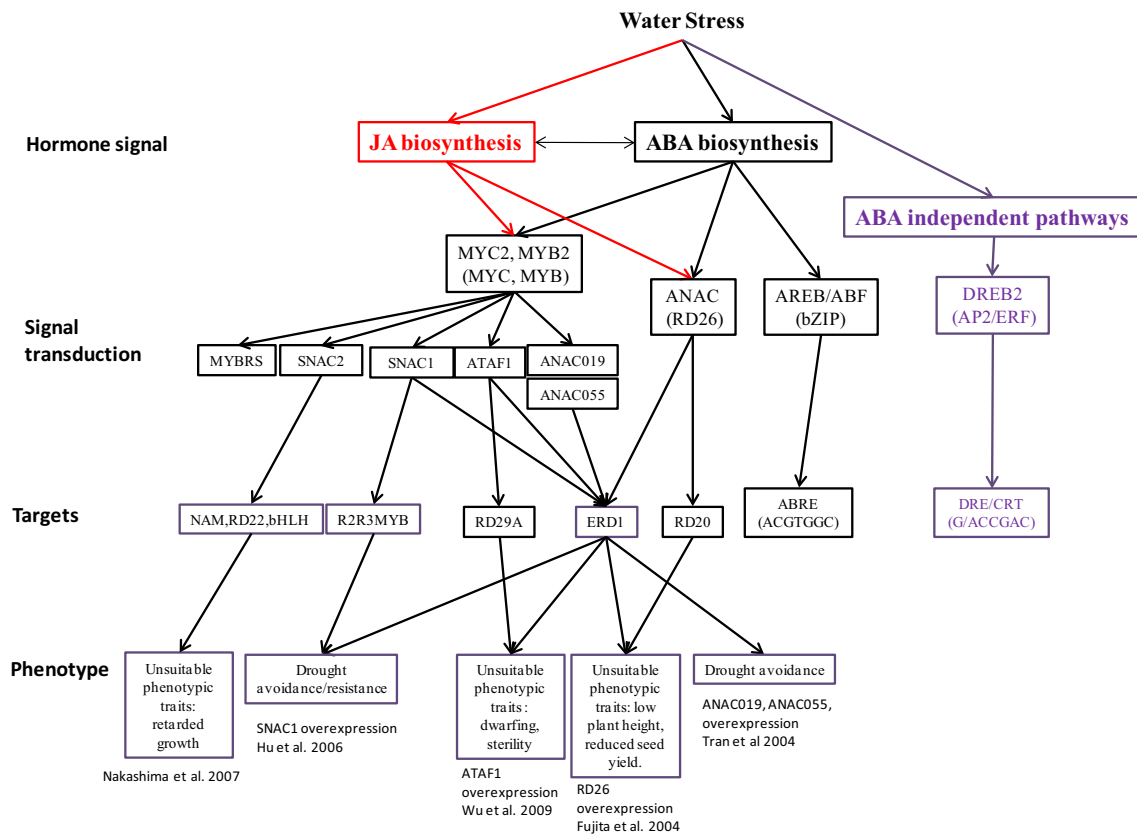 Water Stress
Hormone signal
JA biosynthesis
ABA biosynthesis
ABA independent pathways
MYC2, MYB2
(MYC, MYB)
ANAC
(RD26)
AREB/ABF
(bZIP)
DREB2
(AP2/ERF)
Signal
transduction
MYBRS
SNAC2
SNAC1
ATAF1
ANAC019
ANAC055
Targets
NAM,RD22,bHLH
R2R3MYB
RD29A
ERD1
RD20
ABRE
(ACGTGGC)
DRE/CRT
(G/ACCGAC)
Phenotype
Unsuitable
phenotypic
traits:
retarded
growth
Nakashima et al. 2007
Drought
avoidance/resistance
SNAC1 overexpression
Hu et al. 2006
Unsuitable
phenotypic
traits :
dwarfing,
sterility
ATAF1
overexpression
Wu et al. 2009
Unsuitable
phenotypic
traits: low
plant height,
reduced seed
yield.
RD26
overexpression
Fujita et al. 2004
Drought avoidance
ANAC019, ANAC055,
overexpression
Tran et al 2004